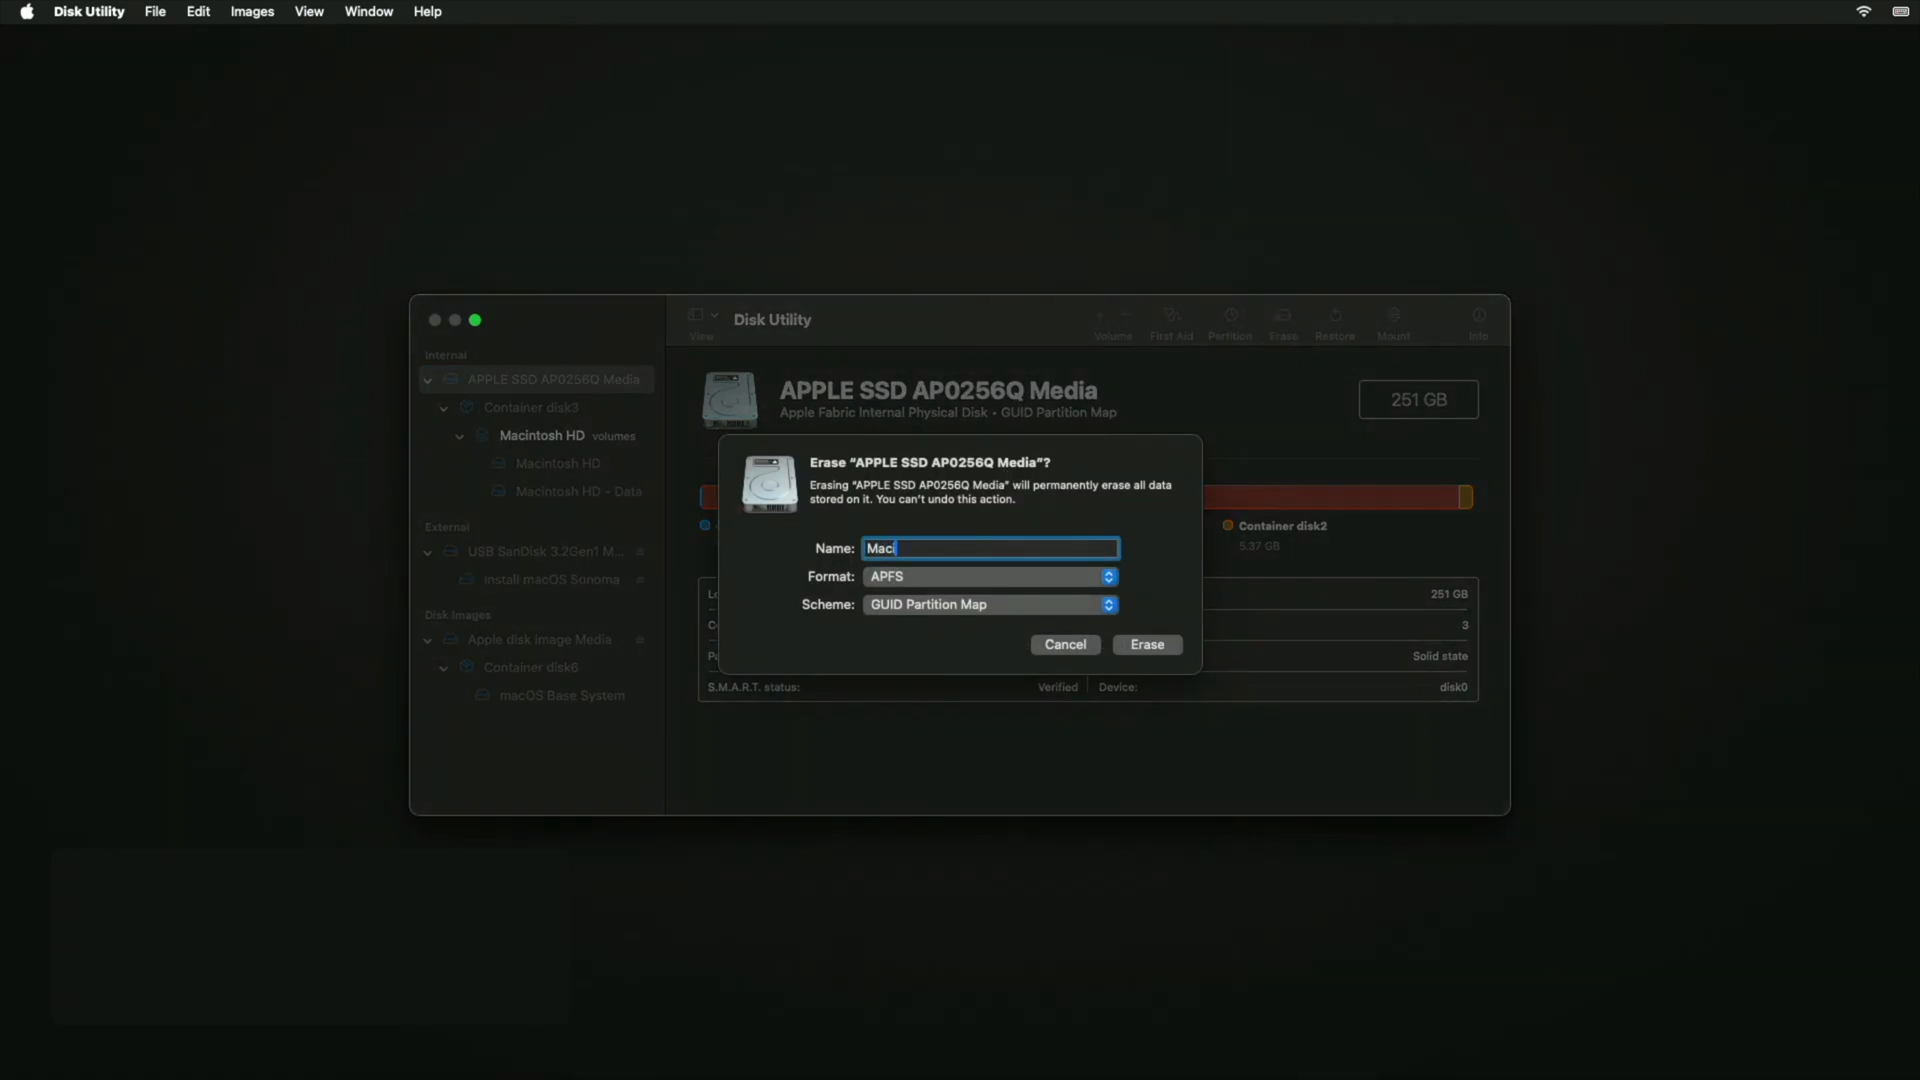 Disk Utility File Edit Images View Window Help
Disk Utility
View
Volume First Aid Partition Erase Restore Mount Info
Internal
APPLE SSD AP0256Q Media
Container disk3
Macintosh HD volumes
Macintosh HD
Macintosh HD - Data
External
USB SanDisk 3.2Gen1 M...
Install macOS Sonoma
Disk Images
Apple disk image Media
Container disk6
macOS Base System
APPLE SSD AP0256Q Media
Apple Fabric Internal Physical Disk • GUID Partition Map
251 GB
Erase “APPLE SSD AP0256Q Media”?
Erasing “APPLE SSD AP0256Q Media” will permanently erase all data
stored on it. You can’t undo this action.
Name: Maci
Format: APFS
Scheme: GUID Partition Map
Cancel Erase
Container disk2
5.37 GB
251 GB
3
Solid state
S.M.A.R.T. status: Verified Device: disk0